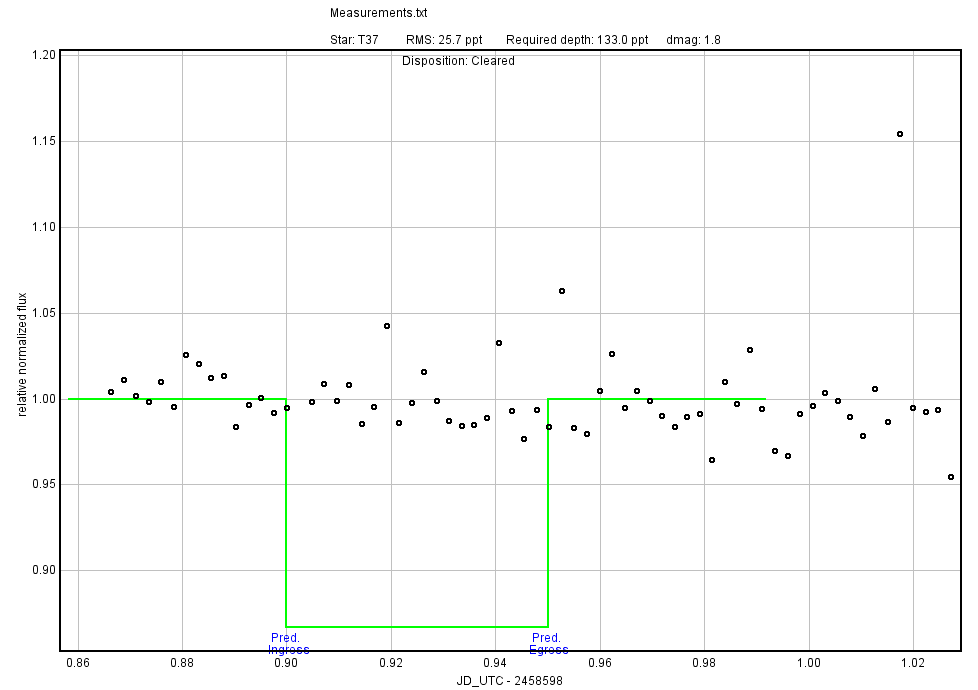 Measurements.txt
Star: T37 RMS: 25.7 ppt Required depth: 133.0 ppt dmag: 1.8
Disposition: Cleared
1.20
1.15
1.10
1.05
1.00
0.95
0.90
relative normalized flux
Pred. Pred.
Ingress Egress
0.86 0.88 0.90 0.92 0.94 0.96 0.98 1.00 1.02
JD_UTC - 2458598